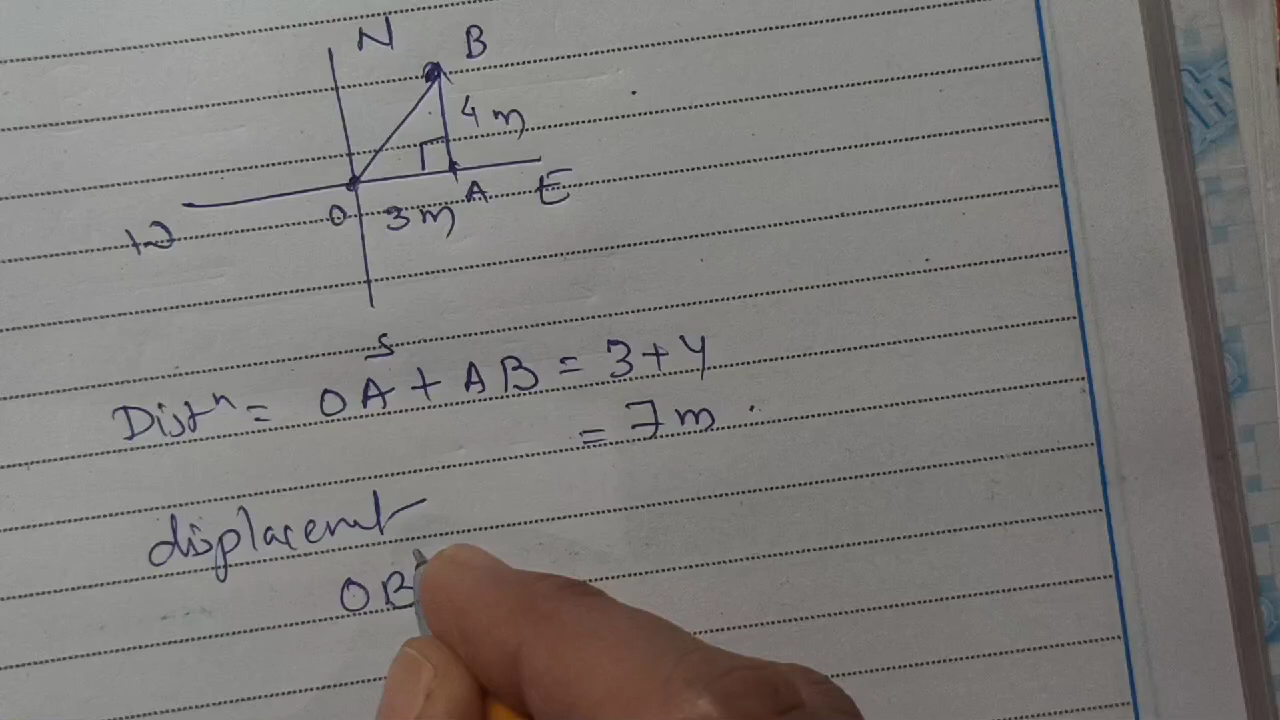 N B
4 m
W O 3 m A E
S
Distⁿ = OA + AB = 3 + 4
= 7 m .
displacemt
OB